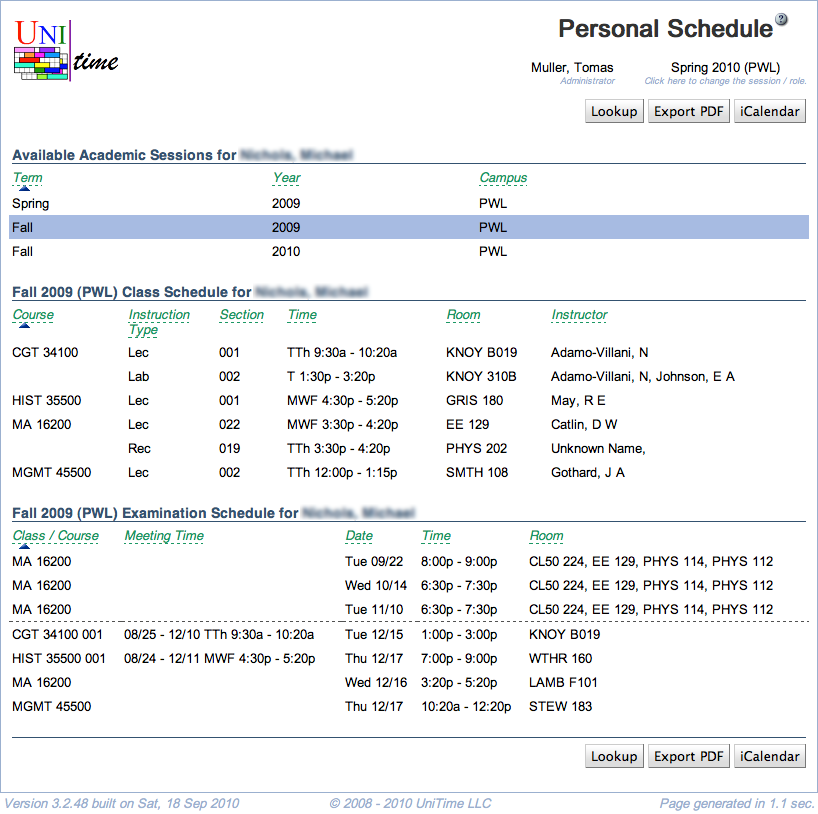 UNI time
Personal Schedule ?
Muller, Tomas Spring 2010 (PWL)
Administrator Click here to change the session / role.
Lookup Export PDF iCalendar
Available Academic Sessions for
Term Year Campus
Spring 2009 PWL
Fall 2009 PWL
Fall 2010 PWL
Fall 2009 (PWL) Class Schedule for
Course Instruction Section Time Room Instructor
Type
CGT 34100 Lec 001 TTh 9:30a - 10:20a KNOY B019 Adamo-Villani, N
Lab 002 T 1:30p - 3:20p KNOY 310B Adamo-Villani, N, Johnson, E A
HIST 35500 Lec 001 MWF 4:30p - 5:20p GRIS 180 May, R E
MA 16200 Lec 022 MWF 3:30p - 4:20p EE 129 Catlin, D W
Rec 019 TTh 3:30p - 4:20p PHYS 202 Unknown Name,
MGMT 45500 Lec 002 TTh 12:00p - 1:15p SMTH 108 Gothard, J A
Fall 2009 (PWL) Examination Schedule for
Class / Course Meeting Time Date Time Room
MA 16200 Tue 09/22 8:00p - 9:00p CL50 224, EE 129, PHYS 114, PHYS 112
MA 16200 Wed 10/14 6:30p - 7:30p CL50 224, EE 129, PHYS 114, PHYS 112
MA 16200 Tue 11/10 6:30p - 7:30p CL50 224, EE 129, PHYS 114, PHYS 112
CGT 34100 001 08/25 - 12/10 TTh 9:30a - 10:20a Tue 12/15 1:00p - 3:00p KNOY B019
HIST 35500 001 08/24 - 12/11 MWF 4:30p - 5:20p Thu 12/17 7:00p - 9:00p WTHR 160
MA 16200 Wed 12/16 3:20p - 5:20p LAMB F101
MGMT 45500 Thu 12/17 10:20a - 12:20p STEW 183
Lookup Export PDF iCalendar
Version 3.2.48 built on Sat, 18 Sep 2010 © 2008 - 2010 UniTime LLC Page generated in 1.1 sec.